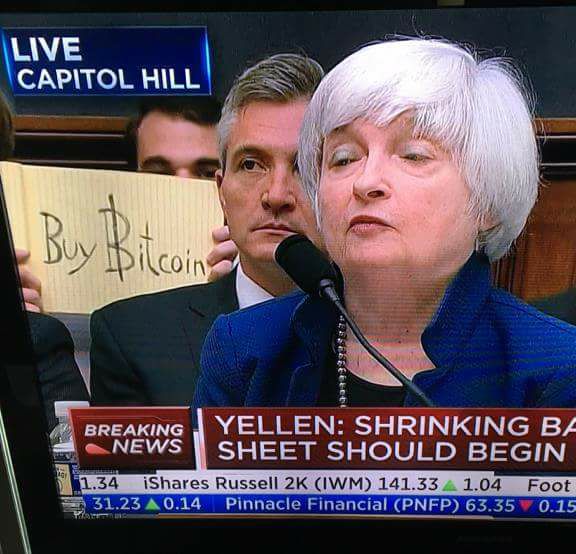 LIVE
CAPITOL HILL
Buy Bitcoin
BREAKING
NEWS
YELLEN: SHRINKING BA
SHEET SHOULD BEGIN
1.34 iShares Russell 2K (IWM) 141.33 ▲ 1.04 Foot
31.23 ▲ 0.14 Pinnacle Financial (PNFP) 63.35 ▼ 0.15